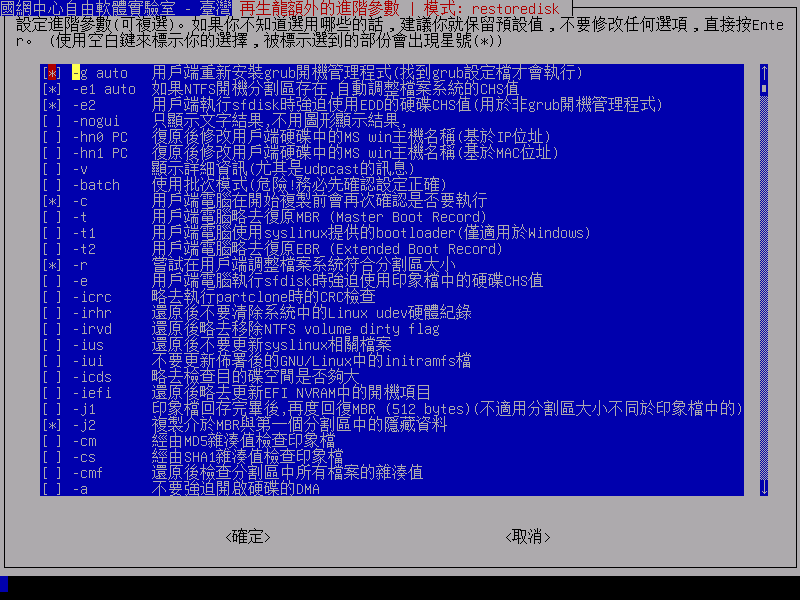 國網中心自由軟體實驗室 - 臺灣 再生龍額外的進階參數 | 模式: restoredisk
設定進階參數(可複選)。如果你不知道選用哪些的話，建議你就保留預設值，不要修改任何選項，直接按Ente
r。 (使用空白鍵來標示你的選擇，被標示選到的部份會出現星號(*))
[*] -g auto 用戶端重新安裝grub開機管理程式(找到grub設定檔才會執行)
[*] -e1 auto 如果NTFS開機分割區存在,自動調整檔案系統的CHS值
[*] -e2 用戶端執行sfdisk時強迫使用EDD的硬碟CHS值(用於非grub開機管理程式)
[ ] -nogui 只顯示文字結果,不用圖形顯示結果,
[ ] -hn0 PC 復原後修改用戶端硬碟中的MS win主機名稱(基於IP位址)
[ ] -hn1 PC 復原後修改用戶端硬碟中的MS win主機名稱(基於MAC位址)
[ ] -v 顯示詳細資訊(尤其是udpcast的訊息)
[ ] -batch 使用批次模式(危險!務必先確認設定正確)
[*] -c 用戶端電腦在開始複製前會再次確認是否要執行
[ ] -t 用戶端電腦略去復原MBR (Master Boot Record)
[ ] -t1 用戶端電腦使用syslinux提供的bootloader(僅適用於Windows)
[ ] -t2 用戶端電腦略去復原EBR (Extended Boot Record)
[*] -r 嘗試在用戶端調整檔案系統符合分割區大小
[ ] -e 用戶端電腦執行sfdisk時強迫使用印象檔中的硬碟CHS值
[ ] -icrc 略去執行partclone時的CRC檢查
[ ] -irhr 還原後不要清除系統中的Linux udev硬體紀錄
[ ] -irvd 還原後略去移除NTFS volume dirty flag
[ ] -ius 還原後不要更新syslinux相關檔案
[ ] -iui 不要更新佈署後的GNU/Linux中的initramfs檔
[ ] -icds 略去檢查目的碟空間是否夠大
[ ] -iefi 還原後略去更新EFI NVRAM中的開機項目
[ ] -j1 印象檔回存完畢後,再度回復MBR (512 bytes)(不適用分割區大小不同於印象檔中的)
[*] -j2 複製介於MBR與第一個分割區中的隱藏資料
[ ] -cm 經由MD5雜湊值檢查印象檔
[ ] -cs 經由SHA1雜湊值檢查印象檔
[ ] -cmf 還原後檢查分割區中所有檔案的雜湊值
[ ] -a 不要強迫開啟硬碟的DMA
<確定> <取消>